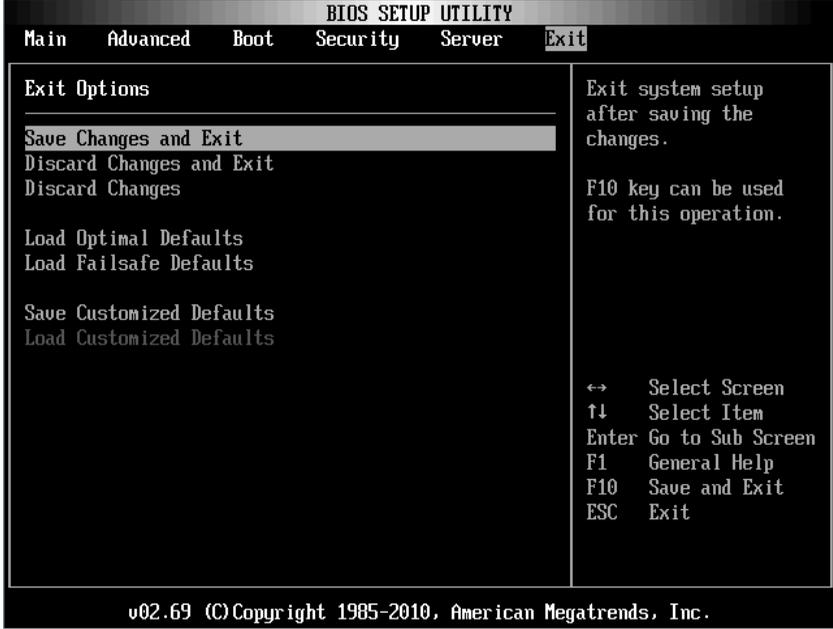 BIOS SETUP UTILITY
Main Advanced Boot Security Server Exit
Exit Options
Save Changes and Exit
Discard Changes and Exit
Discard Changes
Load Optimal Defaults
Load Failsafe Defaults
Save Customized Defaults
Load Customized Defaults
Exit system setup
after saving the
changes.
F10 key can be used
for this operation.
↔ Select Screen
↑↓ Select Item
Enter Go to Sub Screen
F1 General Help
F10 Save and Exit
ESC Exit
v02.69 (C)Copyright 1985-2010, American Megatrends, Inc.